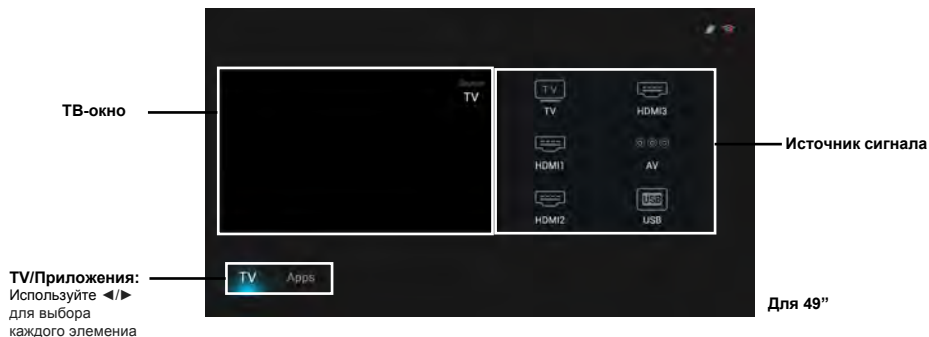 Source
TV
ТВ-окно
TV
HDMI3
Источник сигнала
HDMI1
AV
HDMI2
USB
TV Apps
TV/Приложения:
Используйте ◄/►
для выбора
каждого элемениа
Для 49”